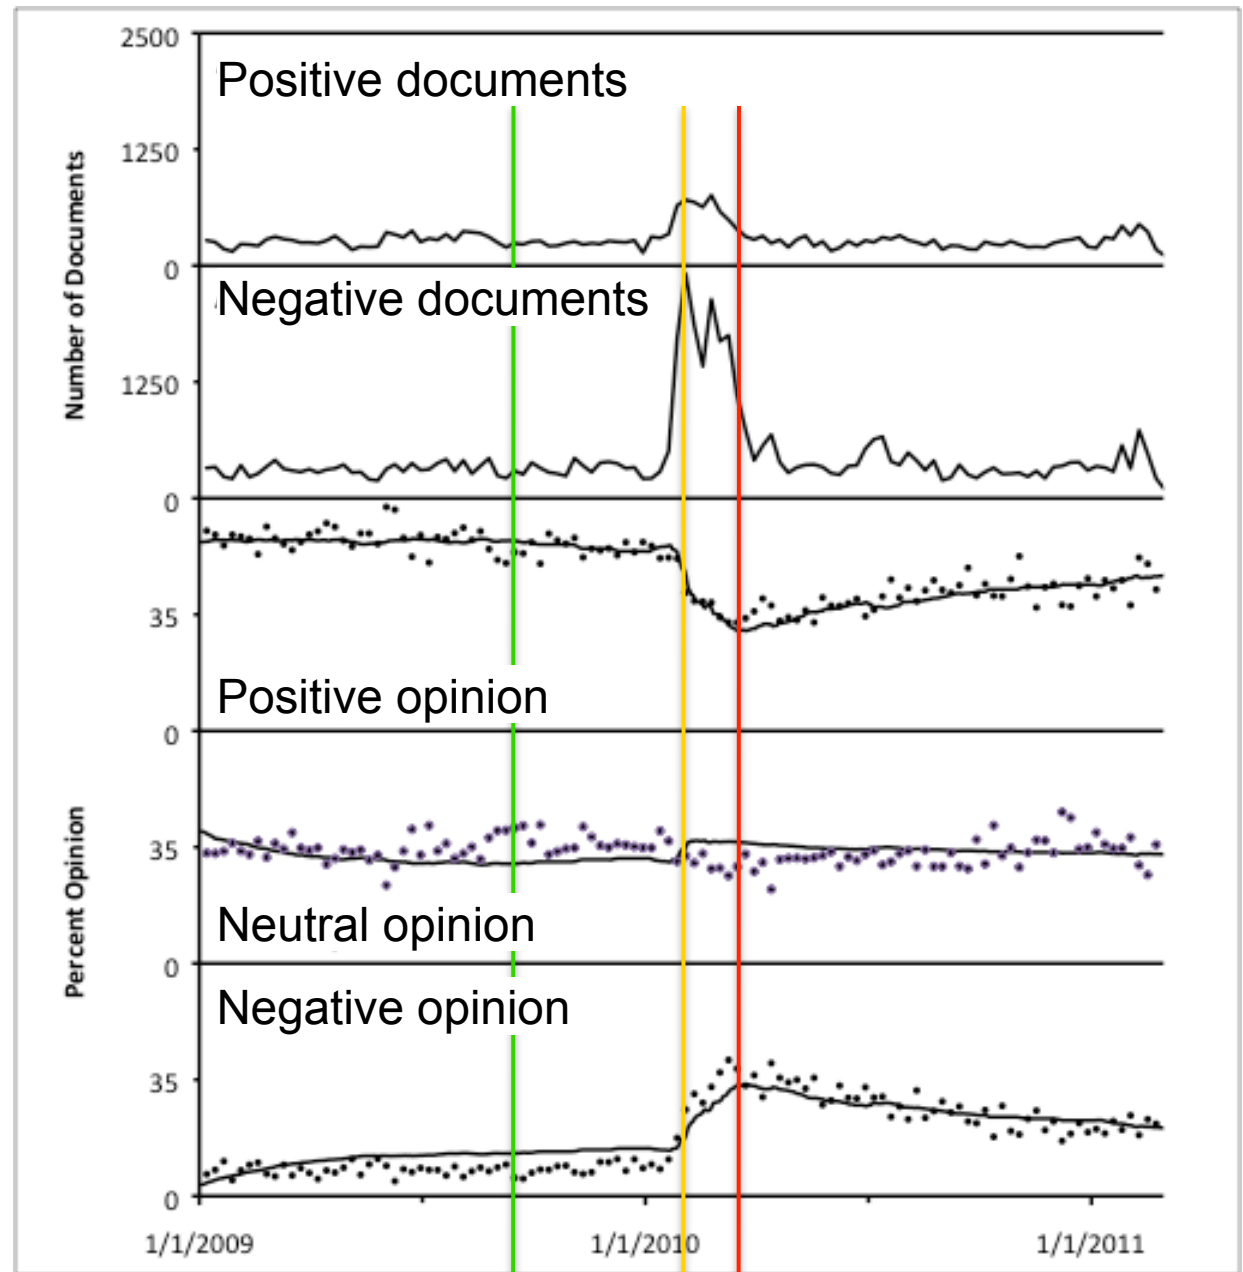 2500
Positive documents
1250
0
Number of Documents
Negative documents
1250
0
35
Positive opinion
0
35
Neutral opinion
0
Percent Opinion
Negative opinion
35
0
1/1/2009
1/1/2010
1/1/2011